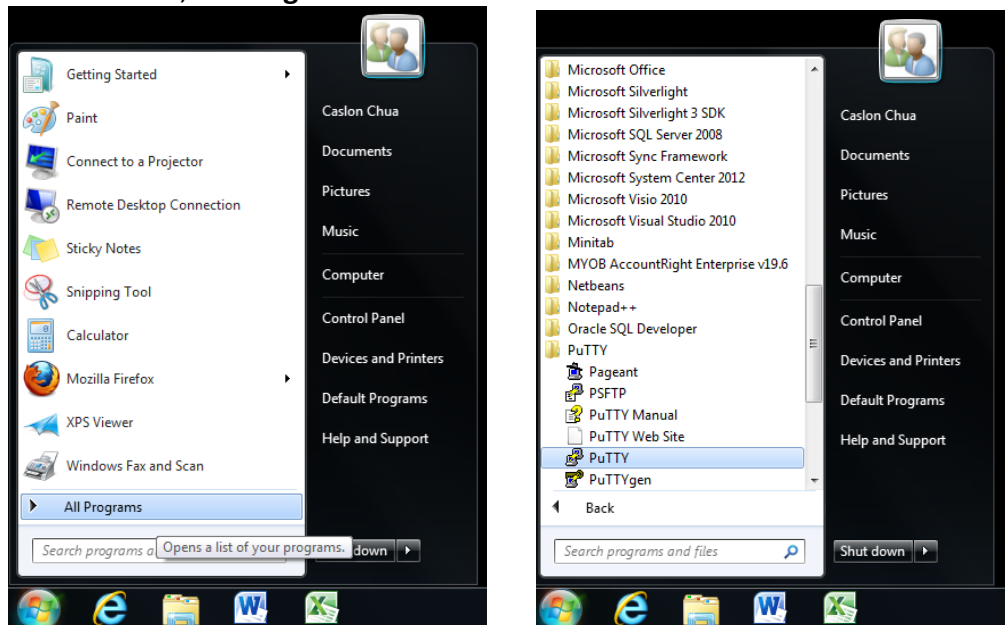 Getting Started
Paint
Connect to a Projector
Remote Desktop Connection
Sticky Notes
Snipping Tool
Calculator
Mozilla Firefox
XPS Viewer
Windows Fax and Scan
All Programs
Search programs a
Opens a list of your programs.
Caslon Chua
Documents
Pictures
Music
Computer
Control Panel
Devices and Printers
Default Programs
Help and Support
down
Microsoft Office
Microsoft Silverlight
Microsoft Silverlight 3 SDK
Microsoft SQL Server 2008
Microsoft Sync Framework
Microsoft System Center 2012
Microsoft Visio 2010
Microsoft Visual Studio 2010
Minitab
MYOB AccountRight Enterprise v19.6
Netbeans
Notepad++
Oracle SQL Developer
PuTTY
Pageant
PSFTP
PuTTY Manual
PuTTY Web Site
PuTTY
PuTTYgen
Back
Search programs and files
Caslon Chua
Documents
Pictures
Music
Computer
Control Panel
Devices and Printers
Default Programs
Help and Support
Shut down